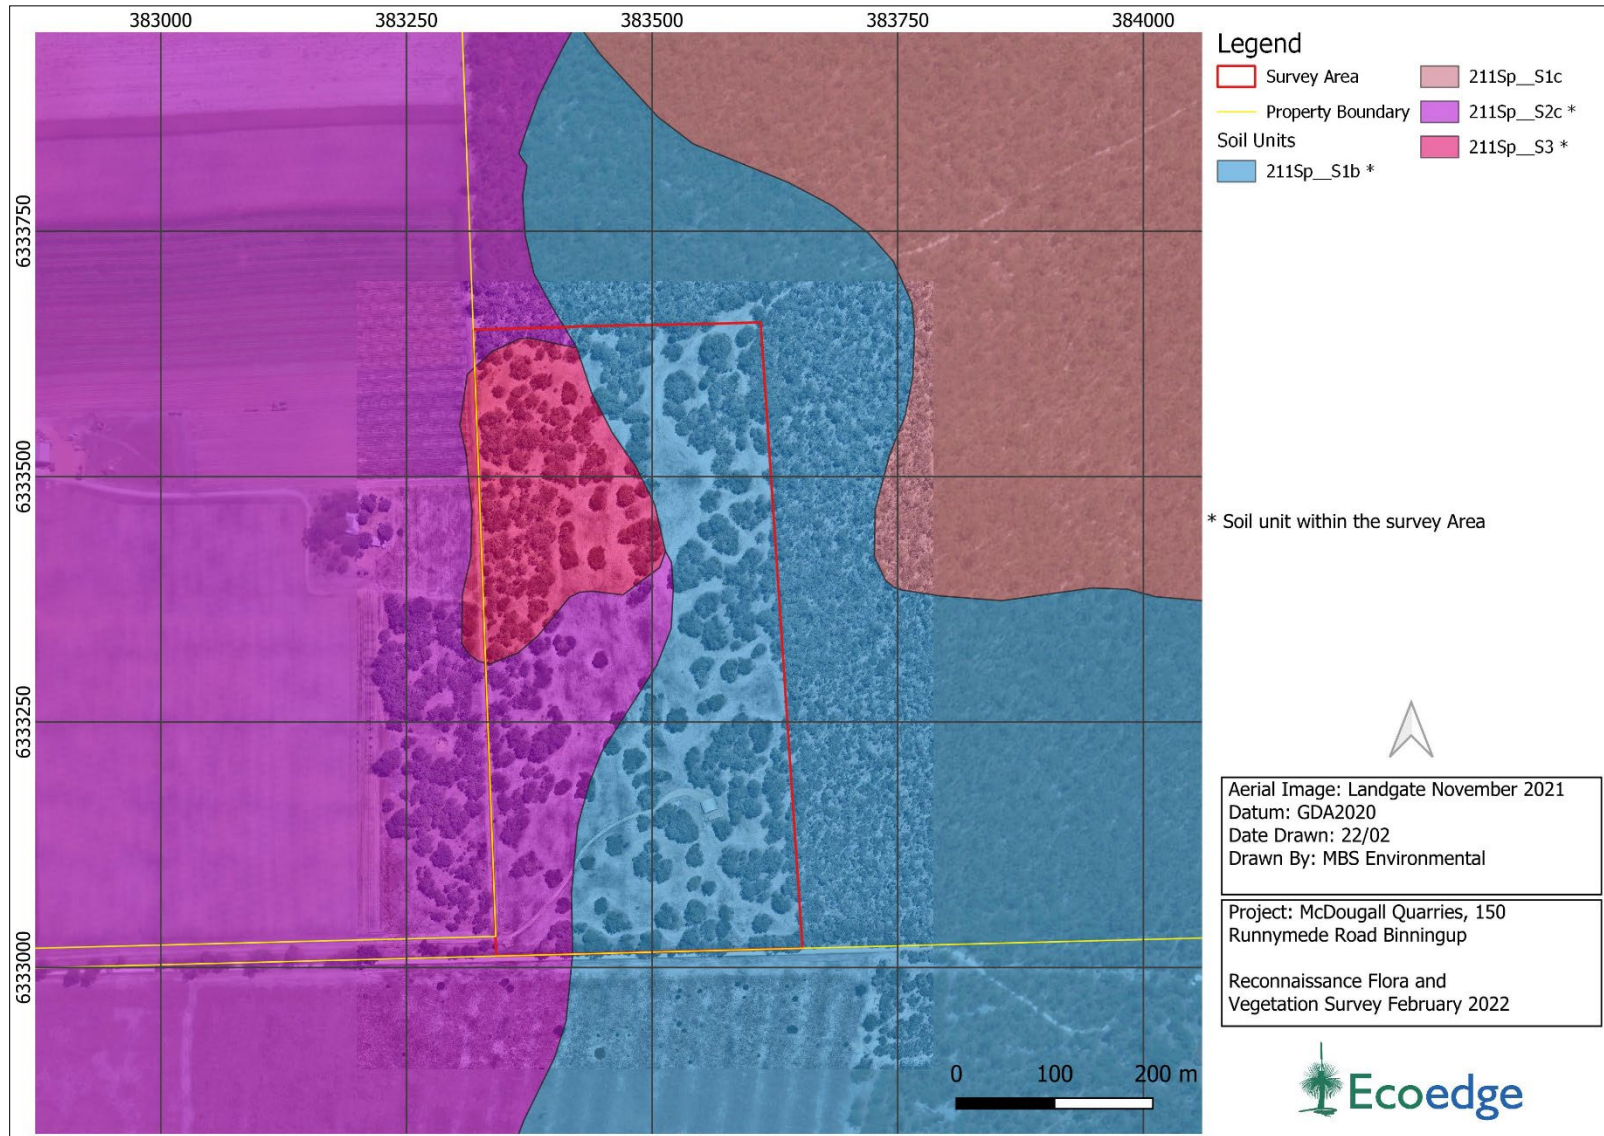 383000 383250 383500 383750 384000
6333750
6333500
6333250
6333000
Legend
Survey Area
Property Boundary
Soil Units
211Sp__S1b *
211Sp__S1c
211Sp__S2c *
211Sp__S3 *
* Soil unit within the survey Area
Aerial Image: Landgate November 2021
Datum: GDA2020
Date Drawn: 22/02
Drawn By: MBS Environmental
Project: McDougall Quarries, 150
Runnymede Road Binningup
Reconnaissance Flora and
Vegetation Survey February 2022
0 100 200 m
Ecoedge